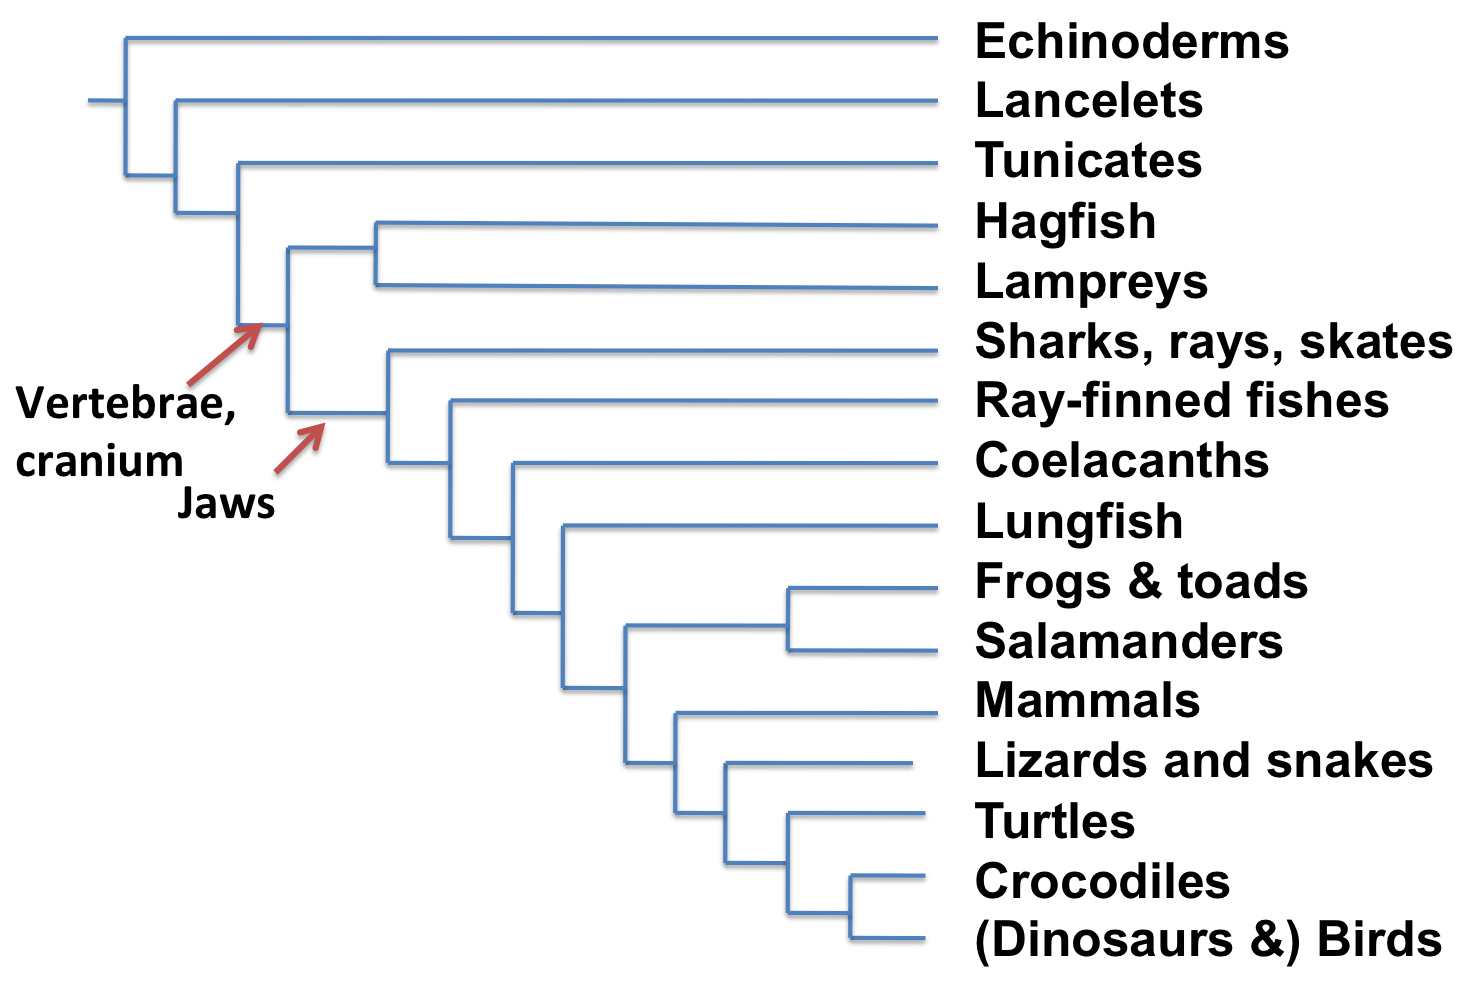 Echinoderms
Lancelets
Tunicates
Hagfish
Lampreys
Sharks, rays, skates
Ray-finned fishes
Coelacanths
Lungfish
Frogs & toads
Salamanders
Mammals
Lizards and snakes
Turtles
Crocodiles
(Dinosaurs &) Birds
Vertebrae,
cranium
Jaws